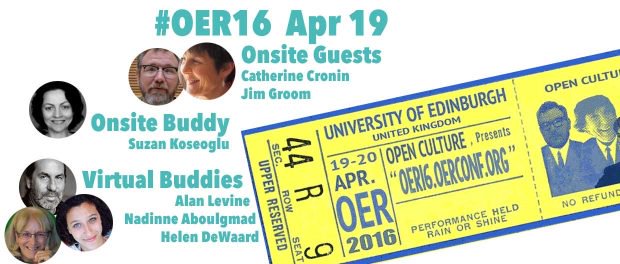 #OER16 Apr 19
Onsite Guests
Catherine Cronin
Jim Groom
Onsite Buddy
Suzan Koseoglu
Virtual Buddies
Alan Levine
Nadinne Aboulgmad
Helen DeWaard
SEC. ROW SEAT
44 R 9
UPPER RESERVED
UNIVERSITY OF EDINBURGH
UNITED KINGDOM
19-20
APR.
OER
2016
OPEN CULTURE, Presents
"OER16.OERCONF.ORG"
PERFORMANCE HELD
RAIN OR SHINE
OPEN CULTU
NO REFUND